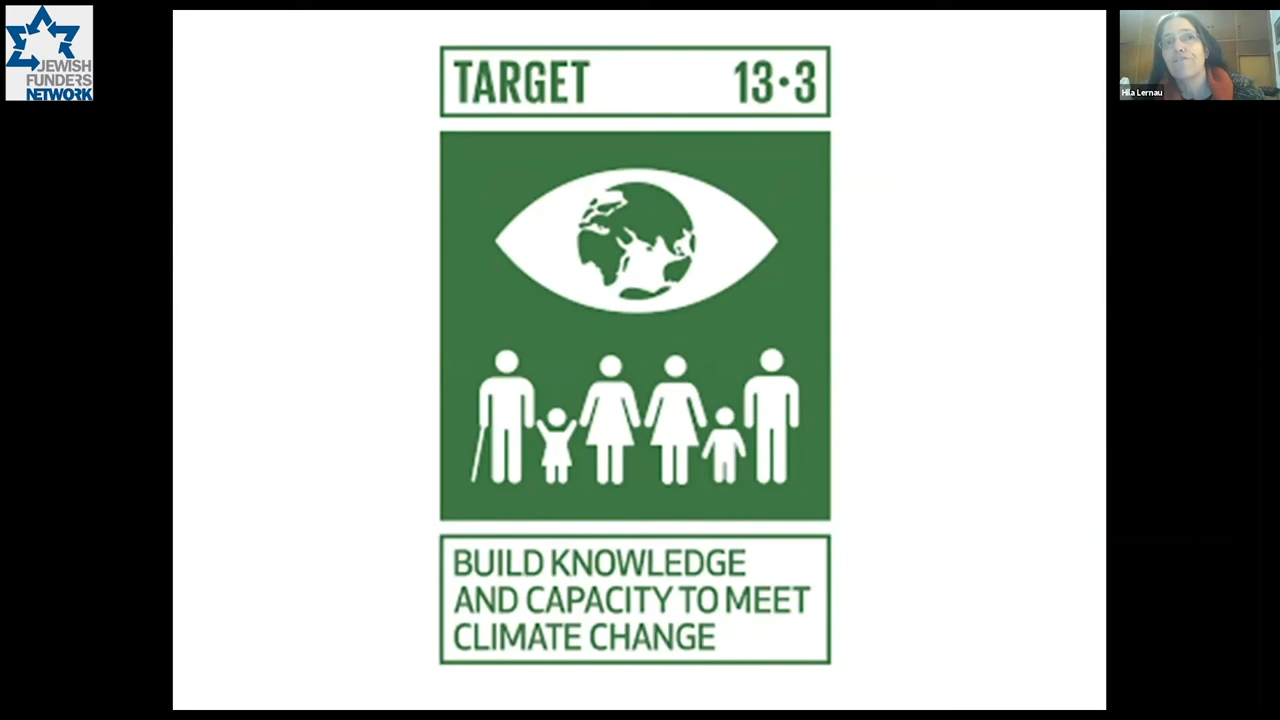 JEWISH
FUNDERS
NETWORK
TARGET 13·3
BUILD KNOWLEDGE
AND CAPACITY TO MEET
CLIMATE CHANGE
Hila Lernau